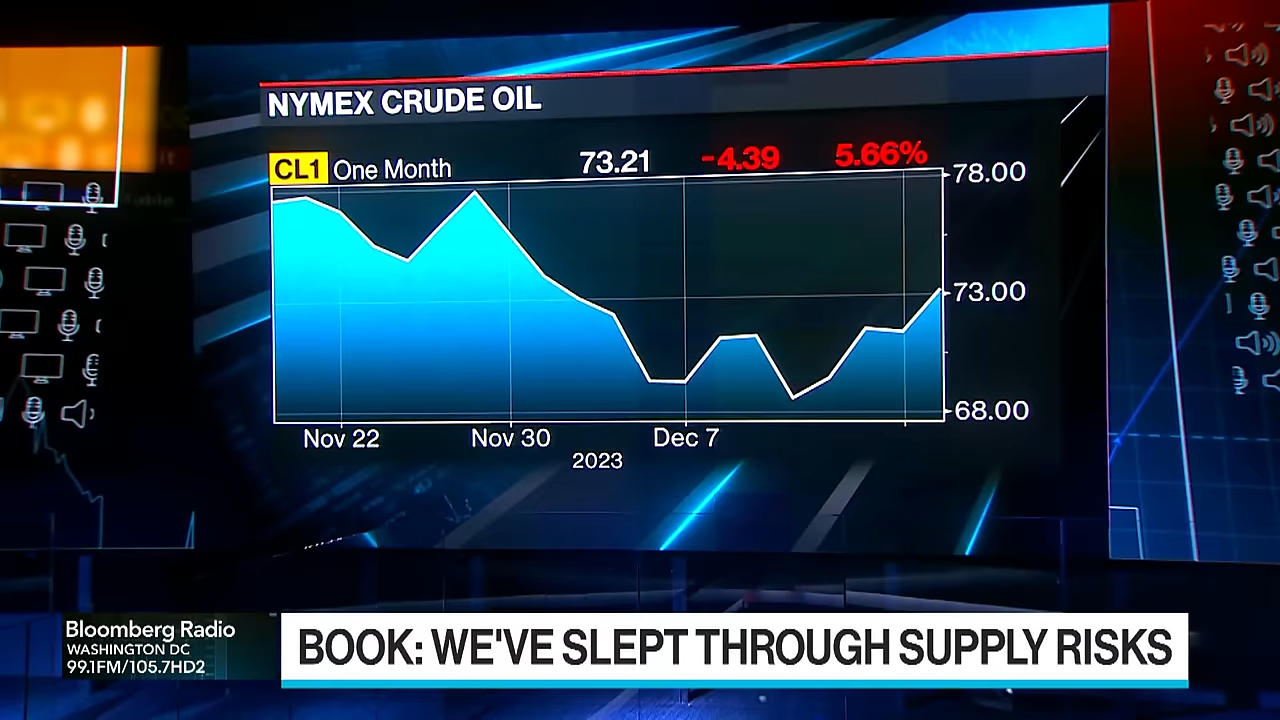 NYMEX CRUDE OIL
CL1 One Month 73.21 -4.39 5.66%
78.00
73.00
68.00
Nov 22 Nov 30 Dec 7
2023
Bloomberg Radio
WASHINGTON DC
99.1FM/105.7HD2
BOOK: WE'VE SLEPT THROUGH SUPPLY RISKS